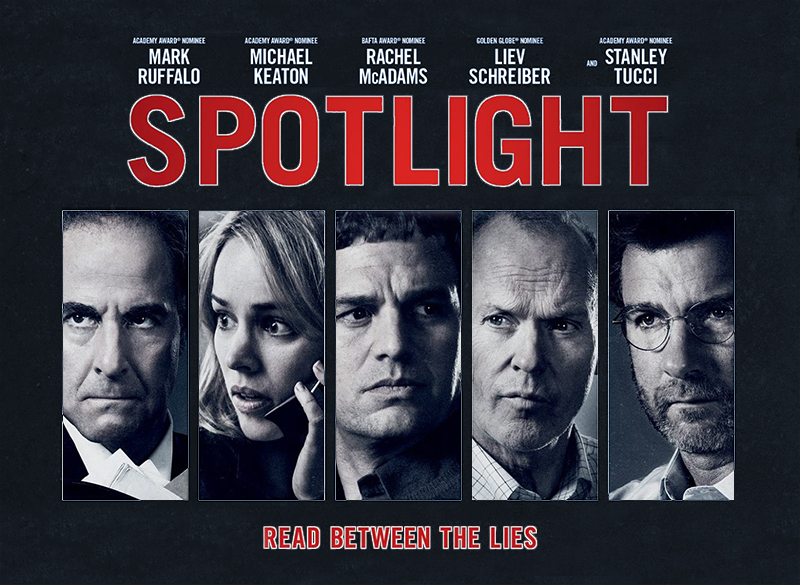 ACADEMY AWARD® NOMINEE ACADEMY AWARD® NOMINEE BAFTA AWARD® NOMINEE GOLDEN GLOBE® NOMINEE ACADEMY AWARD® NOMINEE
MARK MICHAEL RACHEL LIEV AND STANLEY
RUFFALO KEATON McADAMS SCHREIBER TUCCI
SPOTLIGHT
READ BETWEEN THE LIES